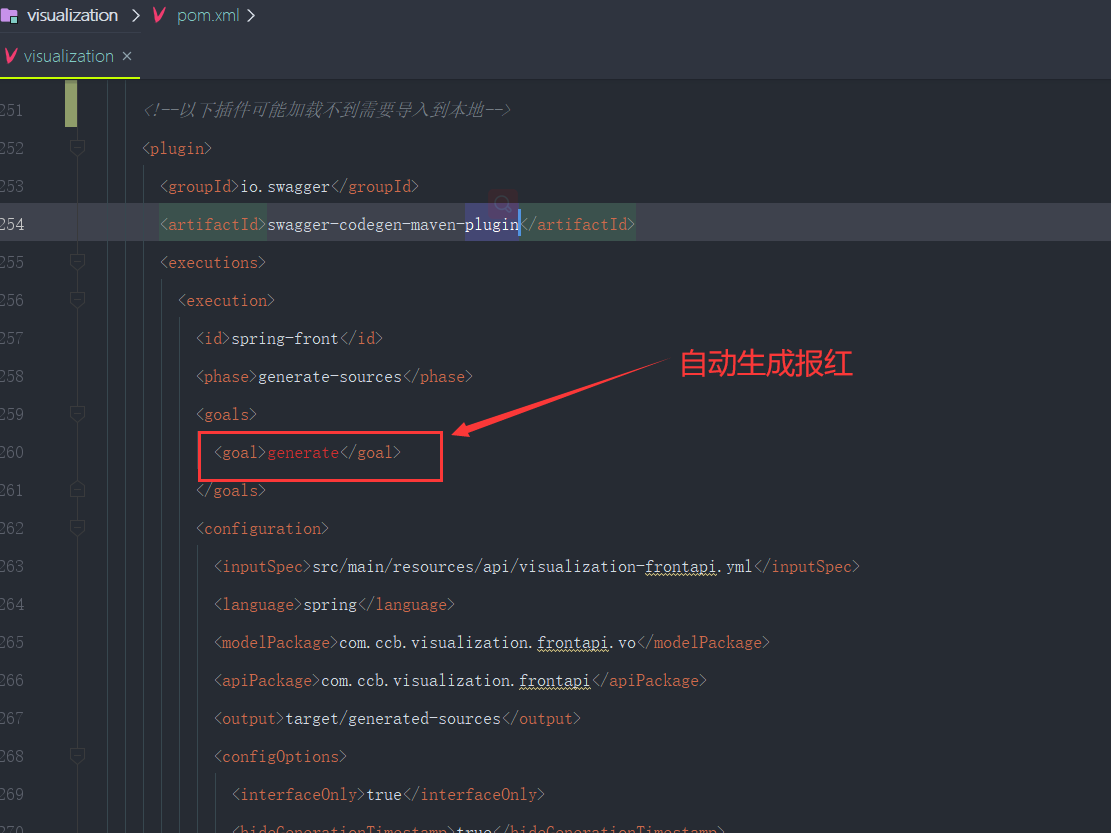 visualization > pom.xml >
visualization ×
251 <!--以下插件可能加载不到需要导入到本地-->
252 <plugin>
253 <groupId>io.swagger</groupId>
254 <artifactId>swagger-codegen-maven-plugin</artifactId>
255 <executions>
256 <execution>
257 <id>spring-front</id>
自动生成报红
258 <phase>generate-sources</phase>
259 <goals>
260 <goal>generate</goal>
261 </goals>
262 <configuration>
263 <inputSpec>src/main/resources/api/visualization-frontapi.yml</inputSpec>
264 <language>spring</language>
265 <modelPackage>com.ccb.visualization.frontapi.vo</modelPackage>
266 <apiPackage>com.ccb.visualization.frontapi</apiPackage>
267 <output>target/generated-sources</output>
268 <configOptions>
269 <interfaceOnly>true</interfaceOnly>
270 <hideGenerationTimestamp>true</hideGenerationTimestamp>